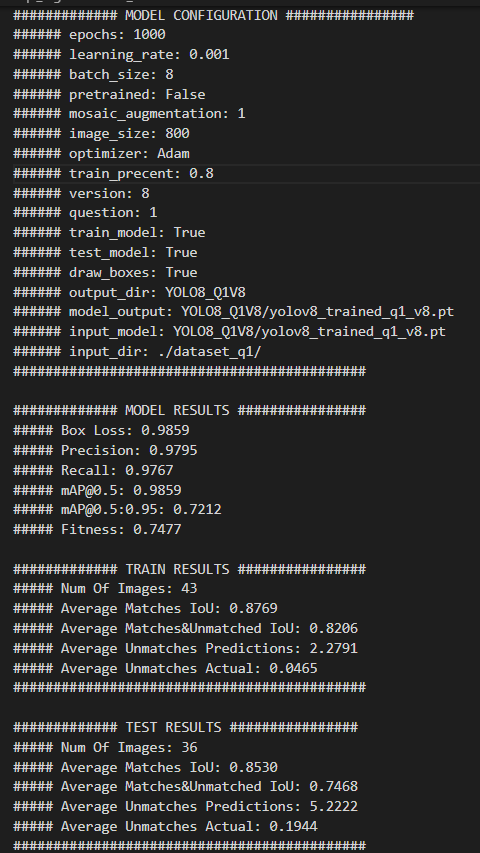 ############# MODEL CONFIGURATION ################
###### epochs: 1000
###### learning_rate: 0.001
###### batch_size: 8
###### pretrained: False
###### mosaic_augmentation: 1
###### image_size: 800
###### optimizer: Adam
###### train_precent: 0.8
###### version: 8
###### question: 1
###### train_model: True
###### test_model: True
###### draw_boxes: True
###### output_dir: YOLO8_Q1V8
###### model_output: YOLO8_Q1V8/yolov8_trained_q1_v8.pt
###### input_model: YOLO8_Q1V8/yolov8_trained_q1_v8.pt
###### input_dir: ./dataset_q1/
############################################
############# MODEL RESULTS ################
##### Box Loss: 0.9859
##### Precision: 0.9795
##### Recall: 0.9767
##### mAP@0.5: 0.9859
##### mAP@0.5:0.95: 0.7212
##### Fitness: 0.7477
############# TRAIN RESULTS ################
##### Num Of Images: 43
##### Average Matches IoU: 0.8769
##### Average Matches&Unmatched IoU: 0.8206
##### Average Unmatches Predictions: 2.2791
##### Average Unmatches Actual: 0.0465
############################################
############# TEST RESULTS ################
##### Num Of Images: 36
##### Average Matches IoU: 0.8530
##### Average Matches&Unmatched IoU: 0.7468
##### Average Unmatches Predictions: 5.2222
##### Average Unmatches Actual: 0.1944
############################################